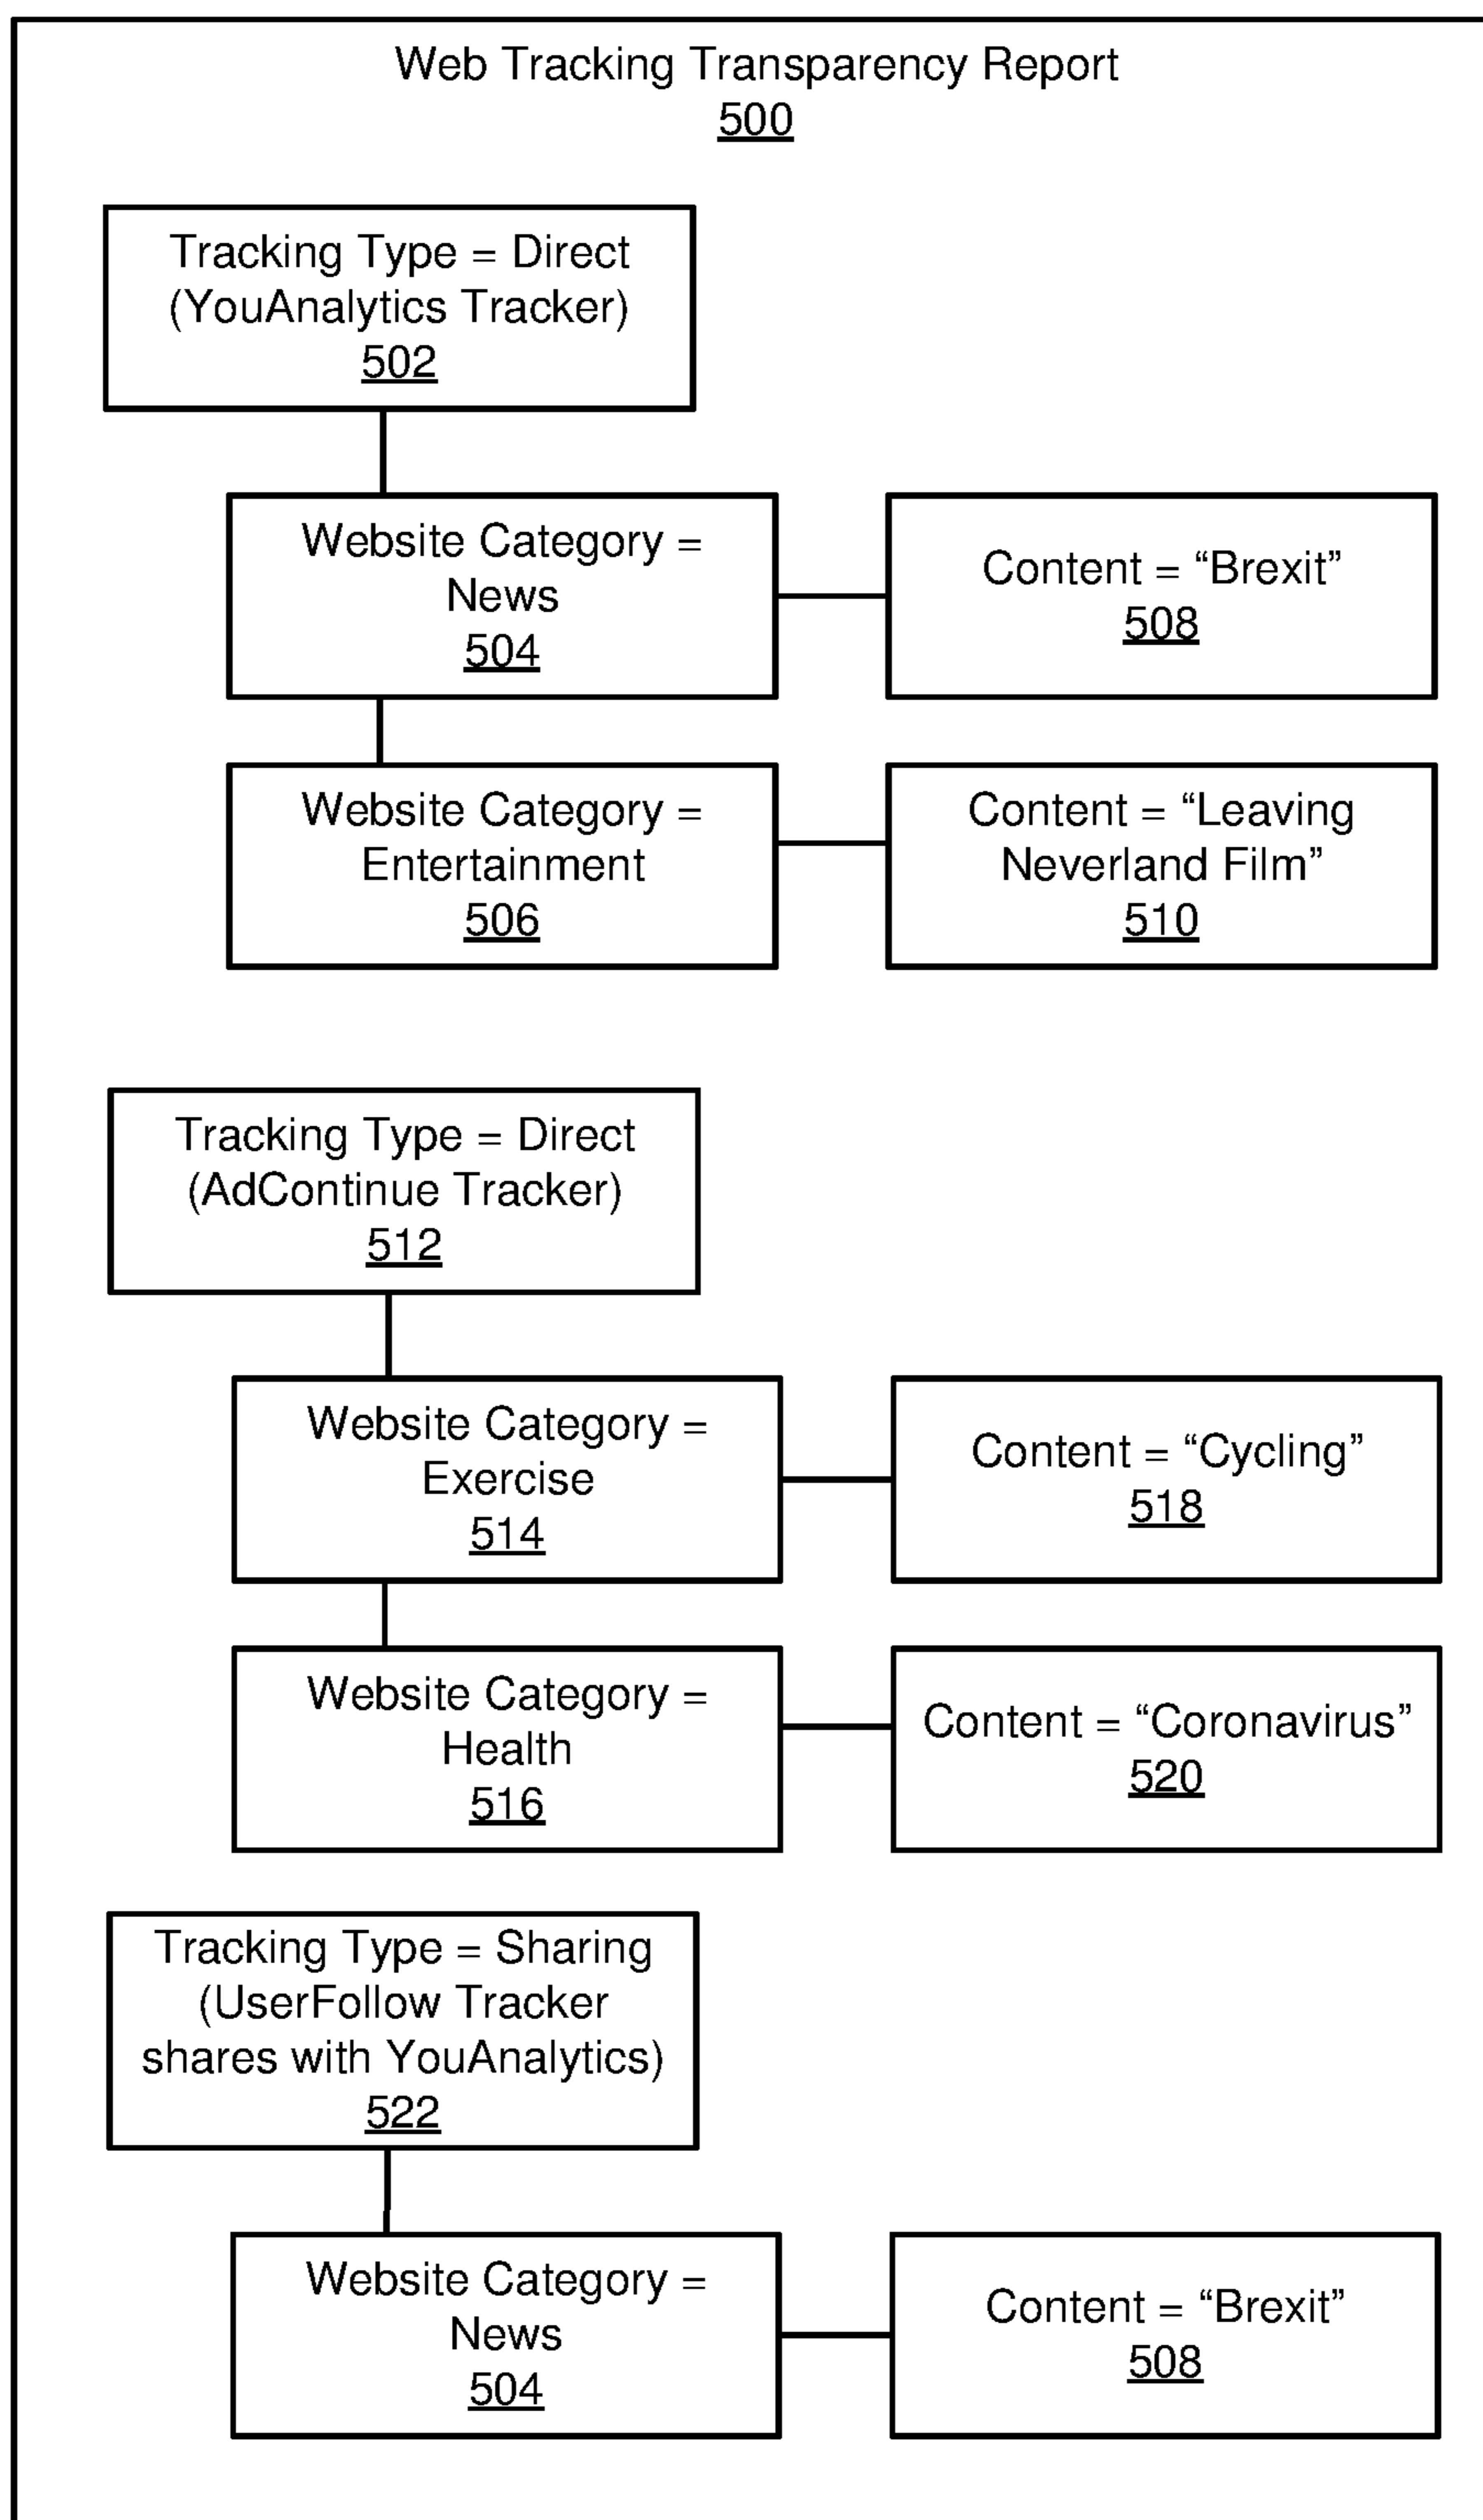 Web Tracking Transparency Report
500
Tracking Type = Direct
(YouAnalytics Tracker)
502
Website Category =
News
504
Content = “Brexit”
508
Website Category =
Entertainment
506
Content = “Leaving
Neverland Film”
510
Tracking Type = Direct
(AdContinue Tracker)
512
Website Category =
Exercise
514
Content = “Cycling”
518
Website Category =
Health
516
Content = “Coronavirus”
520
Tracking Type = Sharing
(UserFollow Tracker
shares with YouAnalytics)
522
Website Category =
News
504
Content = “Brexit”
508